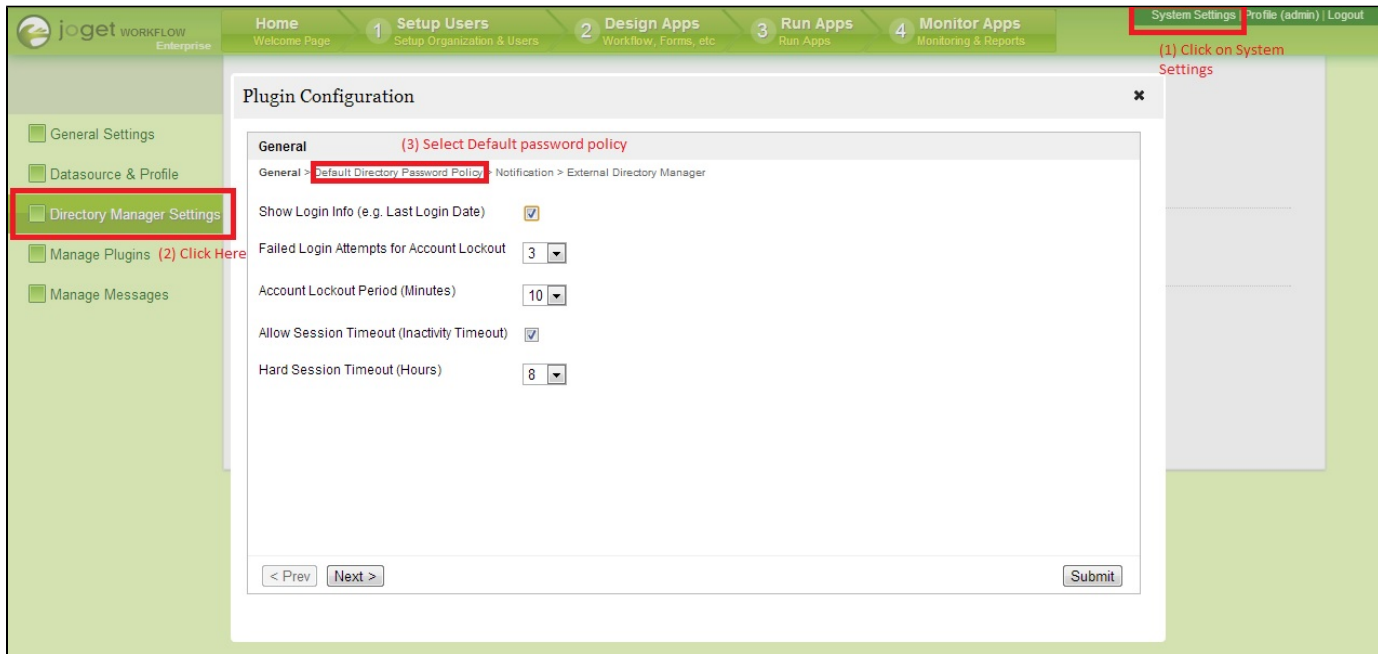 joget WORKFLOW
Enterprise
Home
Welcome Page
1 Setup Users
Setup Organization & Users
2 Design Apps
Workflow, Forms, etc
3 Run Apps
Run Apps
4 Monitor Apps
Monitoring & Reports
System Settings | Profile (admin) | Logout
(1) Click on System
Settings
General Settings
Datasource & Profile
Directory Manager Settings
Manage Plugins (2) Click Here
Manage Messages
Plugin Configuration
General (3) Select Default password policy
General > Default Directory Password Policy > Notification > External Directory Manager
Show Login Info (e.g. Last Login Date)
Failed Login Attempts for Account Lockout 3
Account Lockout Period (Minutes) 10
Allow Session Timeout (Inactivity Timeout)
Hard Session Timeout (Hours) 8
< Prev Next > Submit